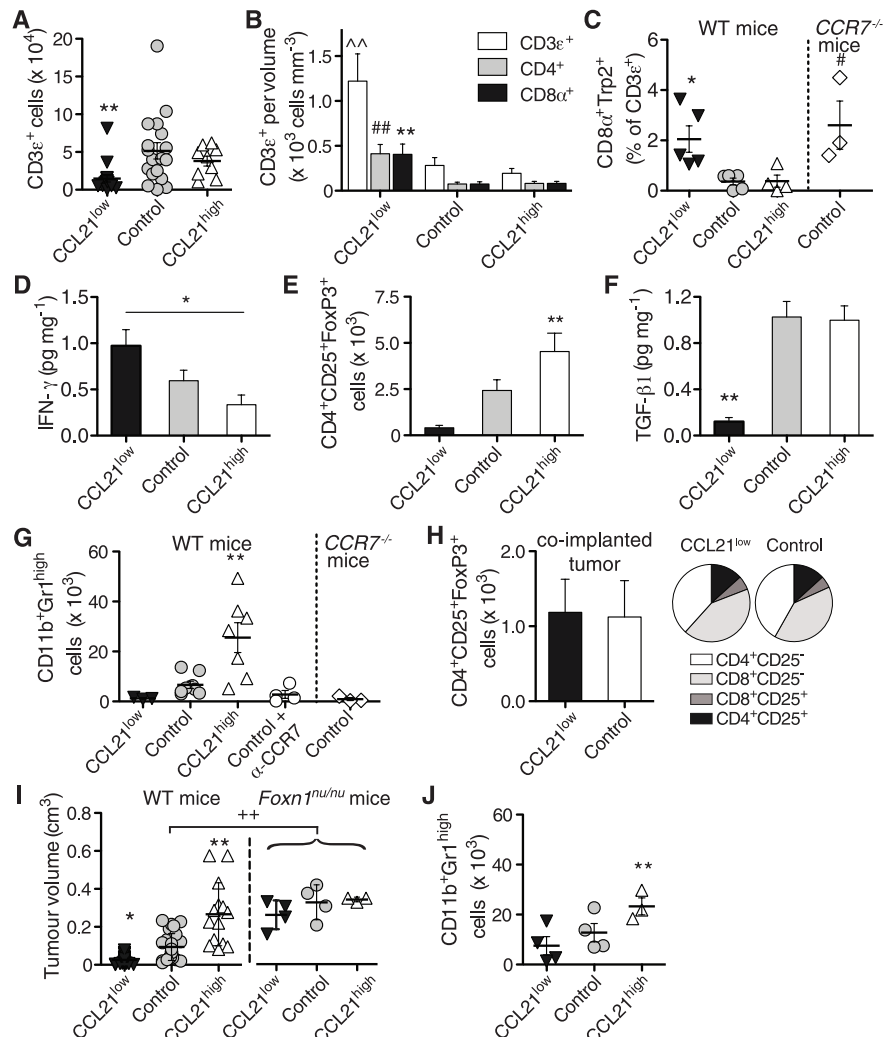 A
CD3ε⁺ cells (x 10⁴)
20
15
10
5
0
**
CCL21ˡᵒʷ
Control
CCL21ʰⁱᵍʰ
B
CD3ε⁺ per volume
(x 10³ cells mm⁻³)
1.5
1.0
0.5
0.0
^^
##
**
CD3ε⁺
CD4⁺
CD8α⁺
CCL21ˡᵒʷ
Control
CCL21ʰⁱᵍʰ
C
WT mice
CCR7⁻/⁻
mice
CD8α⁺Trp2⁺
(% of CD3ε⁺)
6
4
2
0
*
#
CCL21ˡᵒʷ
Control
CCL21ʰⁱᵍʰ
Control
D
IFN-γ (pg mg⁻¹)
1.5
1.0
0.5
0.0
*
CCL21ˡᵒʷ
Control
CCL21ʰⁱᵍʰ
E
CD4⁺CD25⁺FoxP3⁺
cells (x 10³)
7.5
5.0
2.5
0.0
**
CCL21ˡᵒʷ
Control
CCL21ʰⁱᵍʰ
F
TGF-β1 (pg mg⁻¹)
1.2
0.8
0.4
0.0
**
CCL21ˡᵒʷ
Control
CCL21ʰⁱᵍʰ
G
WT mice
CCR7⁻/⁻
mice
CD11b⁺Gr1ʰⁱᵍʰ
cells (x 10³)
60
40
20
0
**
CCL21ˡᵒʷ
Control
CCL21ʰⁱᵍʰ
Control +
α-CCR7
Control
H
co-implanted
tumor
CD4⁺CD25⁺FoxP3⁺
cells (x 10³)
2.0
1.0
0.0
CCL21ˡᵒʷ
Control
CCL21ˡᵒʷ
Control
CD4⁺CD25⁻
CD8⁺CD25⁻
CD8⁺CD25⁺
CD4⁺CD25⁺
I
WT mice
Foxn1ⁿᵘ/ⁿᵘ mice
Tumour volume (cm³)
0.8
0.6
0.4
0.2
0
++
*
**
CCL21ˡᵒʷ
Control
CCL21ʰⁱᵍʰ
CCL21ˡᵒʷ
Control
CCL21ʰⁱᵍʰ
J
CD11b⁺Gr1ʰⁱᵍʰ
cells (x 10³)
60
40
20
0
**
CCL21ˡᵒʷ
Control
CCL21ʰⁱᵍʰ